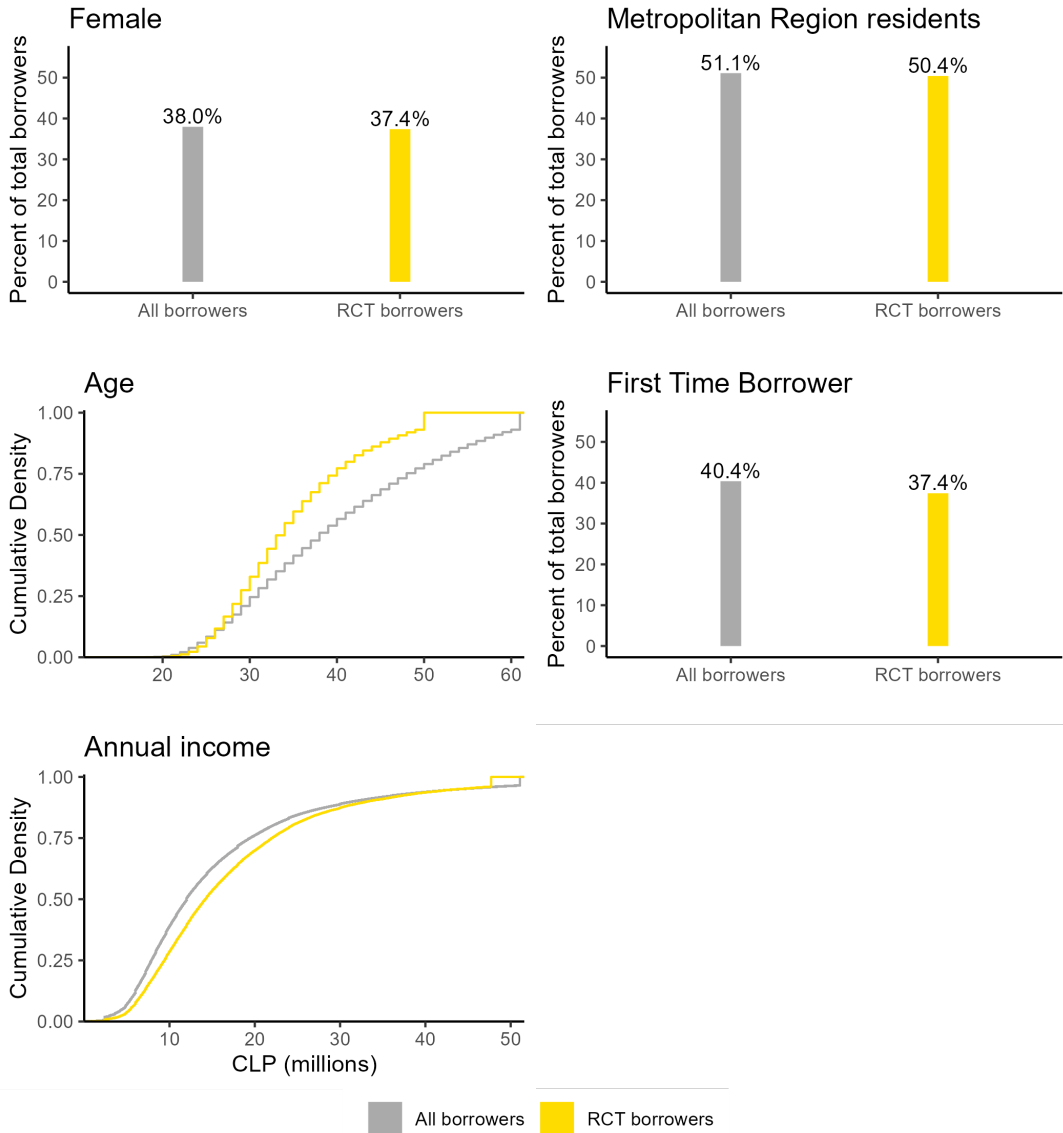 Female
Percent of total borrowers
50
40
30
20
10
0
38.0%
37.4%
All borrowers
RCT borrowers
Metropolitan Region residents
Percent of total borrowers
50
40
30
20
10
0
51.1%
50.4%
All borrowers
RCT borrowers
Age
Cumulative Density
1.00
0.75
0.50
0.25
0.00
20
30
40
50
60
First Time Borrower
Percent of total borrowers
50
40
30
20
10
0
40.4%
37.4%
All borrowers
RCT borrowers
Annual income
Cumulative Density
1.00
0.75
0.50
0.25
0.00
10
20
30
40
50
CLP (millions)
All borrowers
RCT borrowers